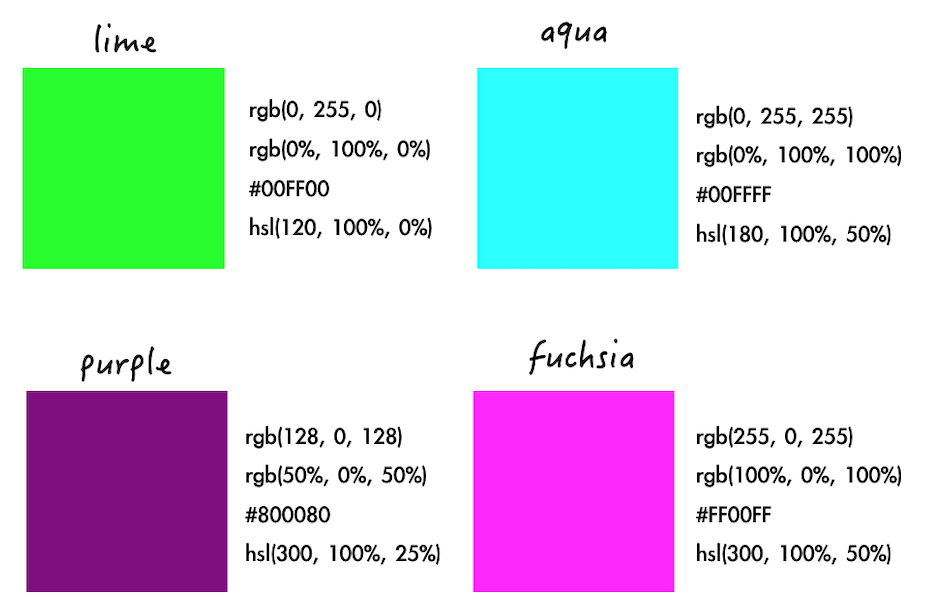 lime
rgb(0, 255, 0)
rgb(0%, 100%, 0%)
#00FF00
hsl(120, 100%, 0%)
aqua
rgb(0, 255, 255)
rgb(0%, 100%, 100%)
#00FFFF
hsl(180, 100%, 50%)
purple
rgb(128, 0, 128)
rgb(50%, 0%, 50%)
#800080
hsl(300, 100%, 25%)
fuchsia
rgb(255, 0, 255)
rgb(100%, 0%, 100%)
#FF00FF
hsl(300, 100%, 50%)